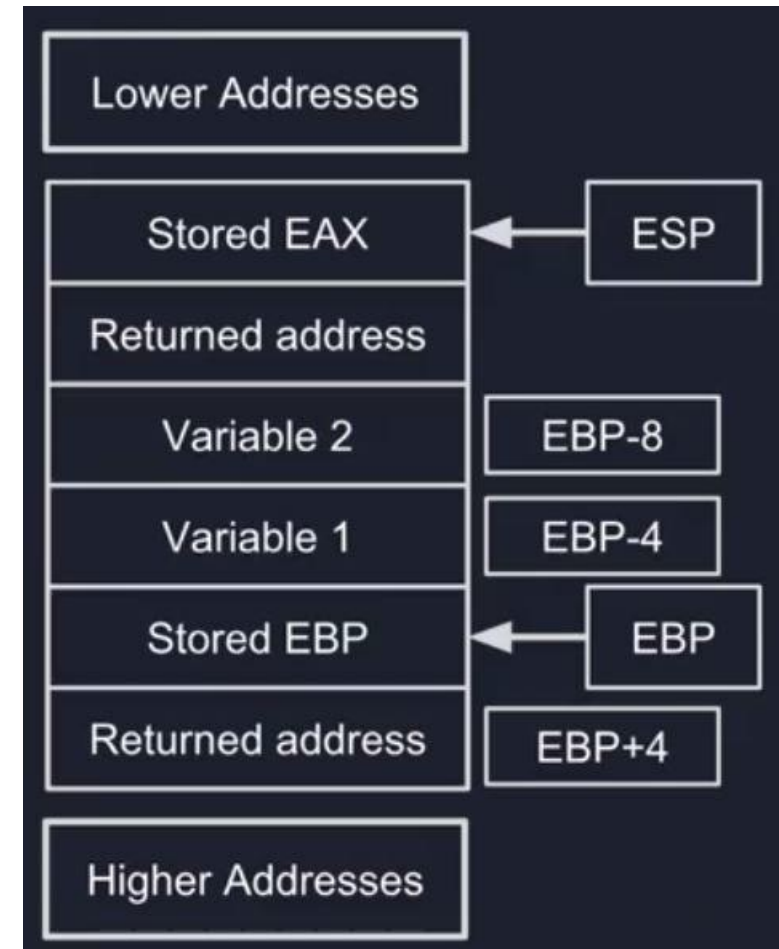 Lower Addresses
Stored EAX
ESP
Returned address
Variable 2
EBP-8
Variable 1
EBP-4
Stored EBP
EBP
Returned address
EBP+4
Higher Addresses